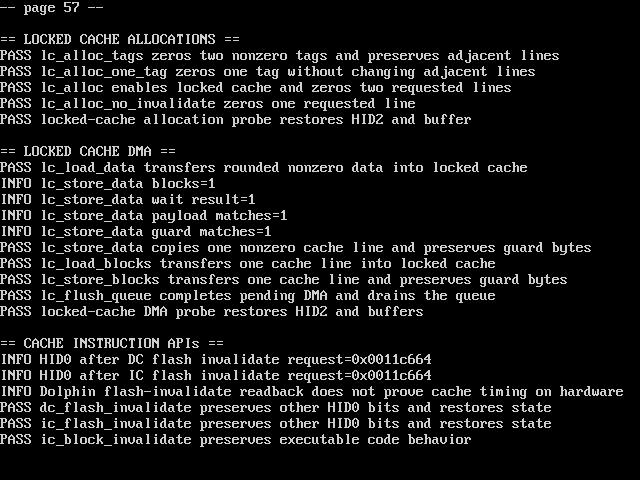 -- page 57 --
== LOCKED CACHE ALLOCATIONS ==
PASS lc_alloc_tags zeros two nonzero tags and preserves adjacent lines
PASS lc_alloc_one_tag zeros one tag without changing adjacent lines
PASS lc_alloc enables locked cache and zeros two requested lines
PASS lc_alloc_no_invalidate zeros one requested line
PASS locked-cache allocation probe restores HID2 and buffer
== LOCKED CACHE DMA ==
PASS lc_load_data transfers rounded nonzero data into locked cache
INFO lc_store_data blocks=1
INFO lc_store_data wait result=1
INFO lc_store_data payload matches=1
INFO lc_store_data guard matches=1
PASS lc_store_data copies one nonzero cache line and preserves guard bytes
PASS lc_load_blocks transfers one cache line into locked cache
PASS lc_store_blocks transfers one cache line and preserves guard bytes
PASS lc_flush_queue completes pending DMA and drains the queue
PASS locked-cache DMA probe restores HID2 and buffers
== CACHE INSTRUCTION APIs ==
INFO HID0 after DC flash invalidate request=0x0011c664
INFO HID0 after IC flash invalidate request=0x0011c664
INFO Dolphin flash-invalidate readback does not prove cache timing on hardware
PASS dc_flash_invalidate preserves other HID0 bits and restores state
PASS ic_flash_invalidate preserves other HID0 bits and restores state
PASS ic_block_invalidate preserves executable code behavior